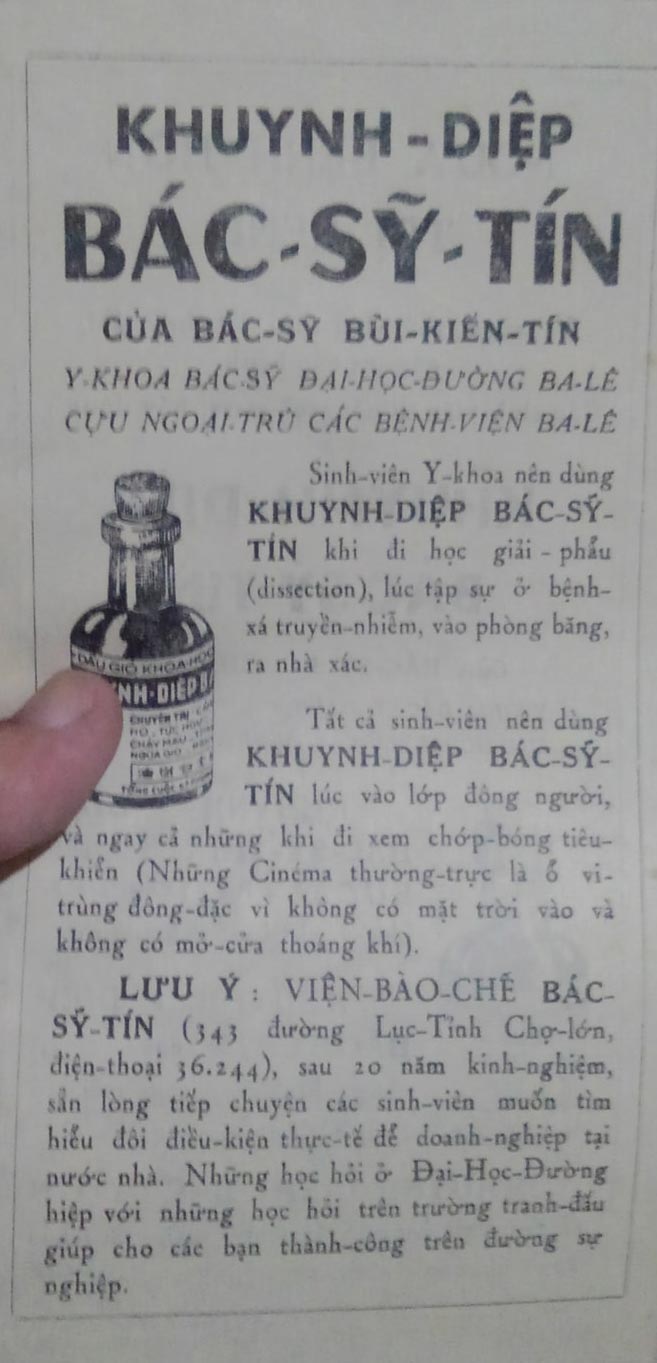 KHUYNH-DIỆP
BÁC-SỸ-TÍN
CỦA BÁC-SỸ BÙI-KIẾN-TÍN
Y-KHOA BÁC-SỸ ĐẠI-HỌC-ĐƯỜNG BA-LÊ
CỰU NGOẠI-TRÚ CÁC BỆNH-VIỆN BA-LÊ
Sinh-viên Y-khoa nên dùng
KHUYNH-DIỆP BÁC-SỸ-
TÍN khi đi học giải-phẫu
(dissection), lúc tập sự ở bệnh-
xá truyền-nhiễm, vào phòng băng,
ra nhà xác.
DẦU GIÓ KHOA-HỌC
NH-DIỆP B
CHUYÊN TRỊ
Tất cả sinh-viên nên dùng
KHUYNH-DIỆP BÁC-SỸ-
TÍN lúc vào lớp đông người,
và ngay cả những khi đi xem chớp-bóng tiêu-
khiển (Những Cinéma thường-trực là ổ vi-
trùng đông-đặc vì không có mặt trời vào và
không có mở-cửa thoáng khí).
LƯU Ý : VIỆN-BÀO-CHẾ BÁC-
SỸ-TÍN (343 đường Lục-Tỉnh Chợ-lớn,
điện-thoại 36.244), sau 20 năm kinh-nghiệm,
sẵn lòng tiếp chuyện các sinh-viên muốn tìm
hiểu đôi điều-kiện thực-tế để doanh-nghiệp tại
nước nhà. Những học hỏi ở Đại-Học-Đường
hiệp với những học hỏi trên trường tranh-đấu
giúp cho các bạn thành-công trên đường sự
nghiệp.